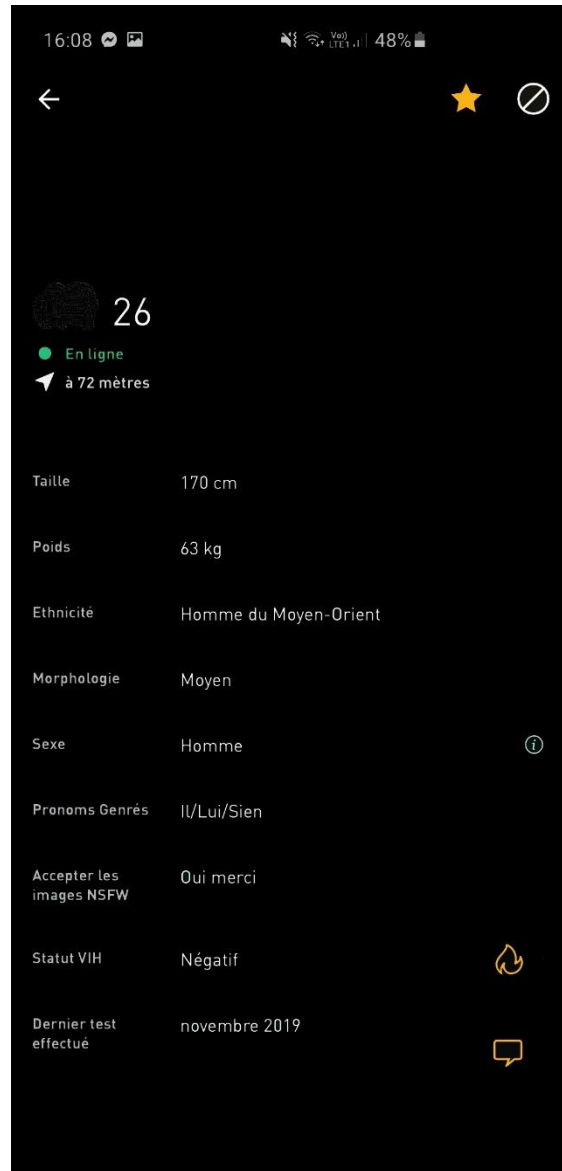 16:08 Vo)) LTE1 48%
26
En ligne
à 72 mètres
Taille 170 cm
Poids 63 kg
Ethnicité Homme du Moyen-Orient
Morphologie Moyen
Sexe Homme
Pronoms Genrés Il/Lui/Sien
Accepter les Oui merci
images NSFW
Statut VIH Négatif
Dernier test novembre 2019
effectué